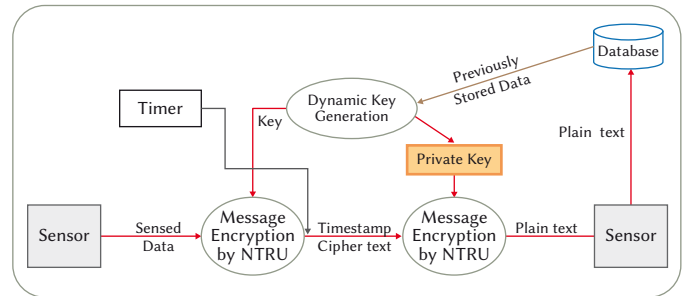 Database
Previously
Stored Data
Dynamic Key
Generation
Timer
Key
Plain text
Private Key
Sensor
Sensed
Data
Message
Encryption
by NTRU
Timestamp
Cipher text
Message
Encryption
by NTRU
Plain text
Sensor